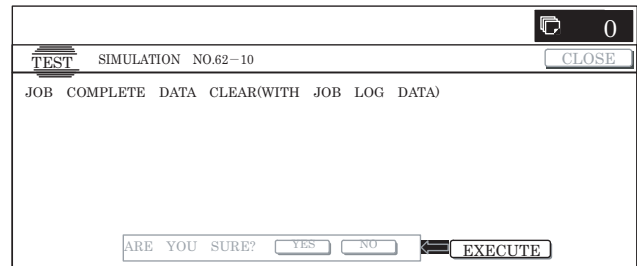 0
TEST SIMULATION NO.62-10 CLOSE
JOB COMPLETE DATA CLEAR(WITH JOB LOG DATA)
ARE YOU SURE? YES NO EXECUTE